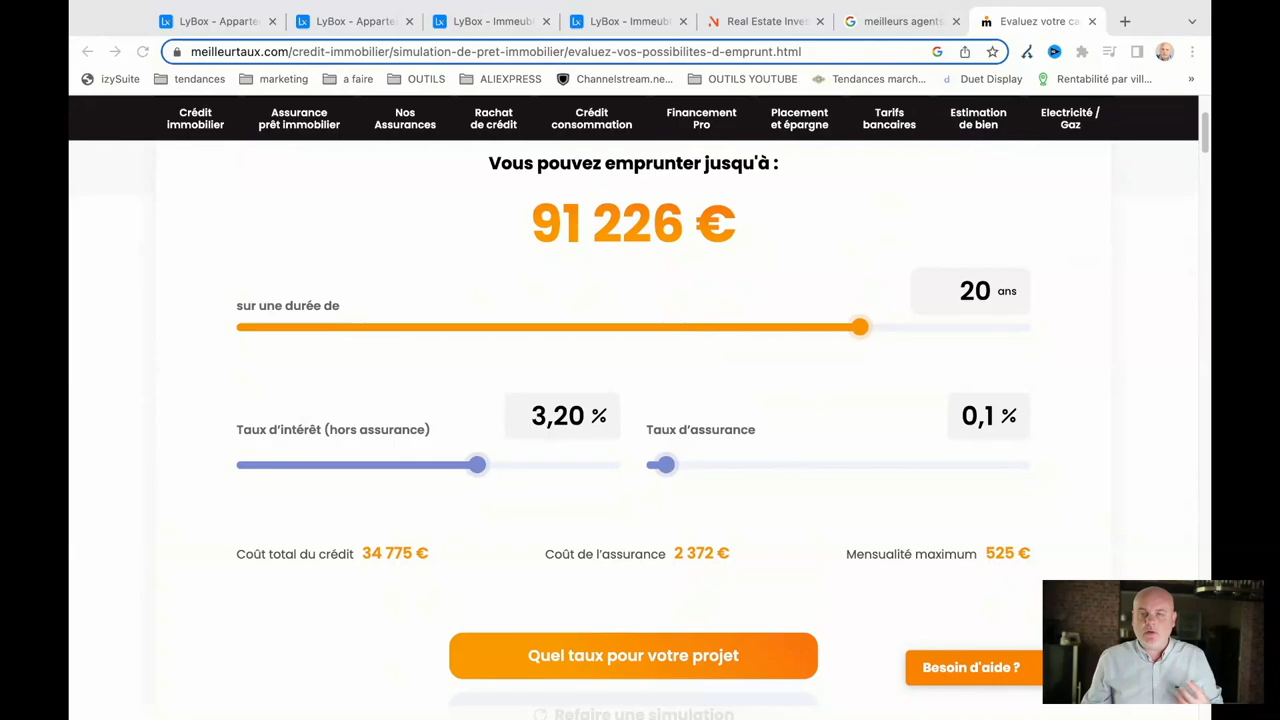 LyBox - Apparte
LyBox - Apparte
LyBox - Immeub
LyBox - Immeub
Real Estate Inves
meilleurs agents
Evaluez votre ca
meilleurtaux.com/credit-immobilier/simulation-de-pret-immobilier/evaluez-vos-possibilites-d-emprunt.html
izySuite
tendances
marketing
a faire
OUTILS
ALIEXPRESS
Channelstream.ne...
OUTILS YOUTUBE
Tendances march...
Duet Display
Rentabilité par vill...
»
Crédit
immobilier
Assurance
prêt immobilier
Nos
Assurances
Rachat
de crédit
Crédit
consommation
Financement
Pro
Placement
et épargne
Tarifs
bancaires
Estimation
de bien
Electricité /
Gaz
Vous pouvez emprunter jusqu'à :
91 226 €
sur une durée de
20 ans
Taux d'intérêt (hors assurance)
3,20 %
Taux d'assurance
0,1 %
Coût total du crédit 34 775 €
Coût de l'assurance 2 372 €
Mensualité maximum 525 €
Quel taux pour votre projet
Besoin d'aide ?
Refaire une simulation